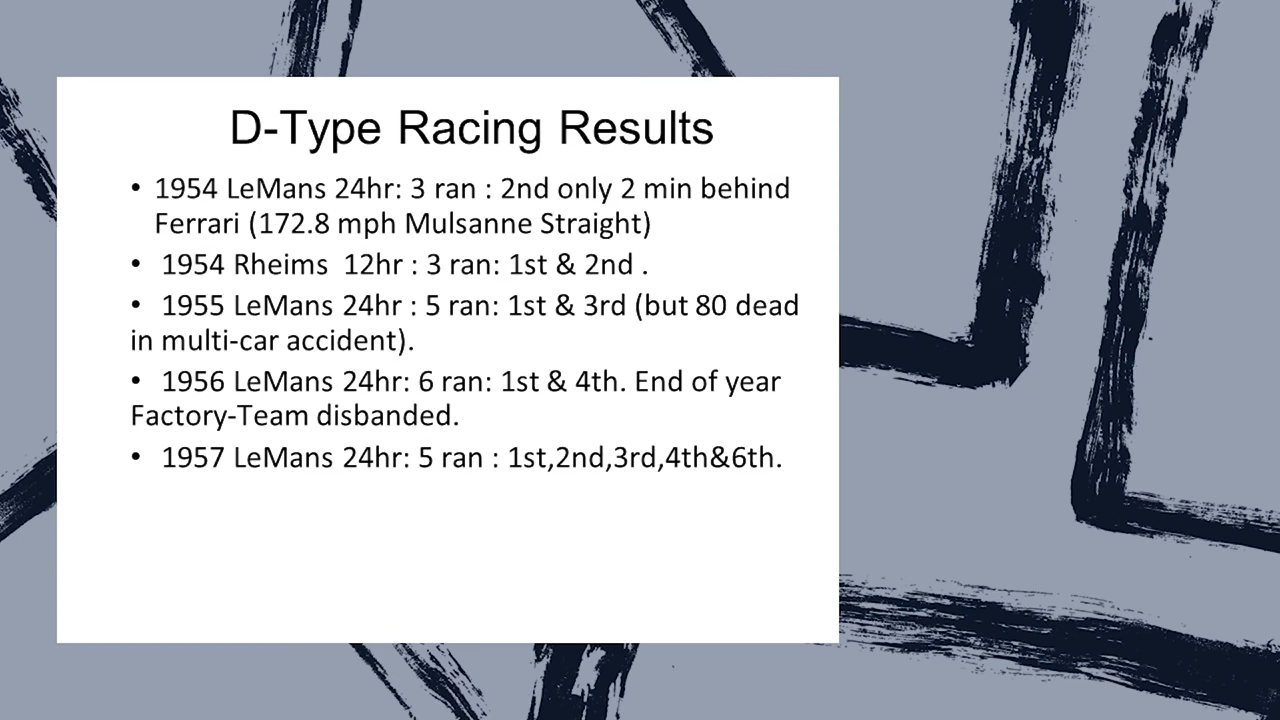 D-Type Racing Results
• 1954 LeMans 24hr: 3 ran : 2nd only 2 min behind
Ferrari (172.8 mph Mulsanne Straight)
• 1954 Rheims  12hr : 3 ran: 1st & 2nd .
• 1955 LeMans 24hr : 5 ran: 1st & 3rd (but 80 dead
in multi-car accident).
• 1956 LeMans 24hr: 6 ran: 1st & 4th. End of year
Factory-Team disbanded.
• 1957 LeMans 24hr: 5 ran : 1st,2nd,3rd,4th&6th.